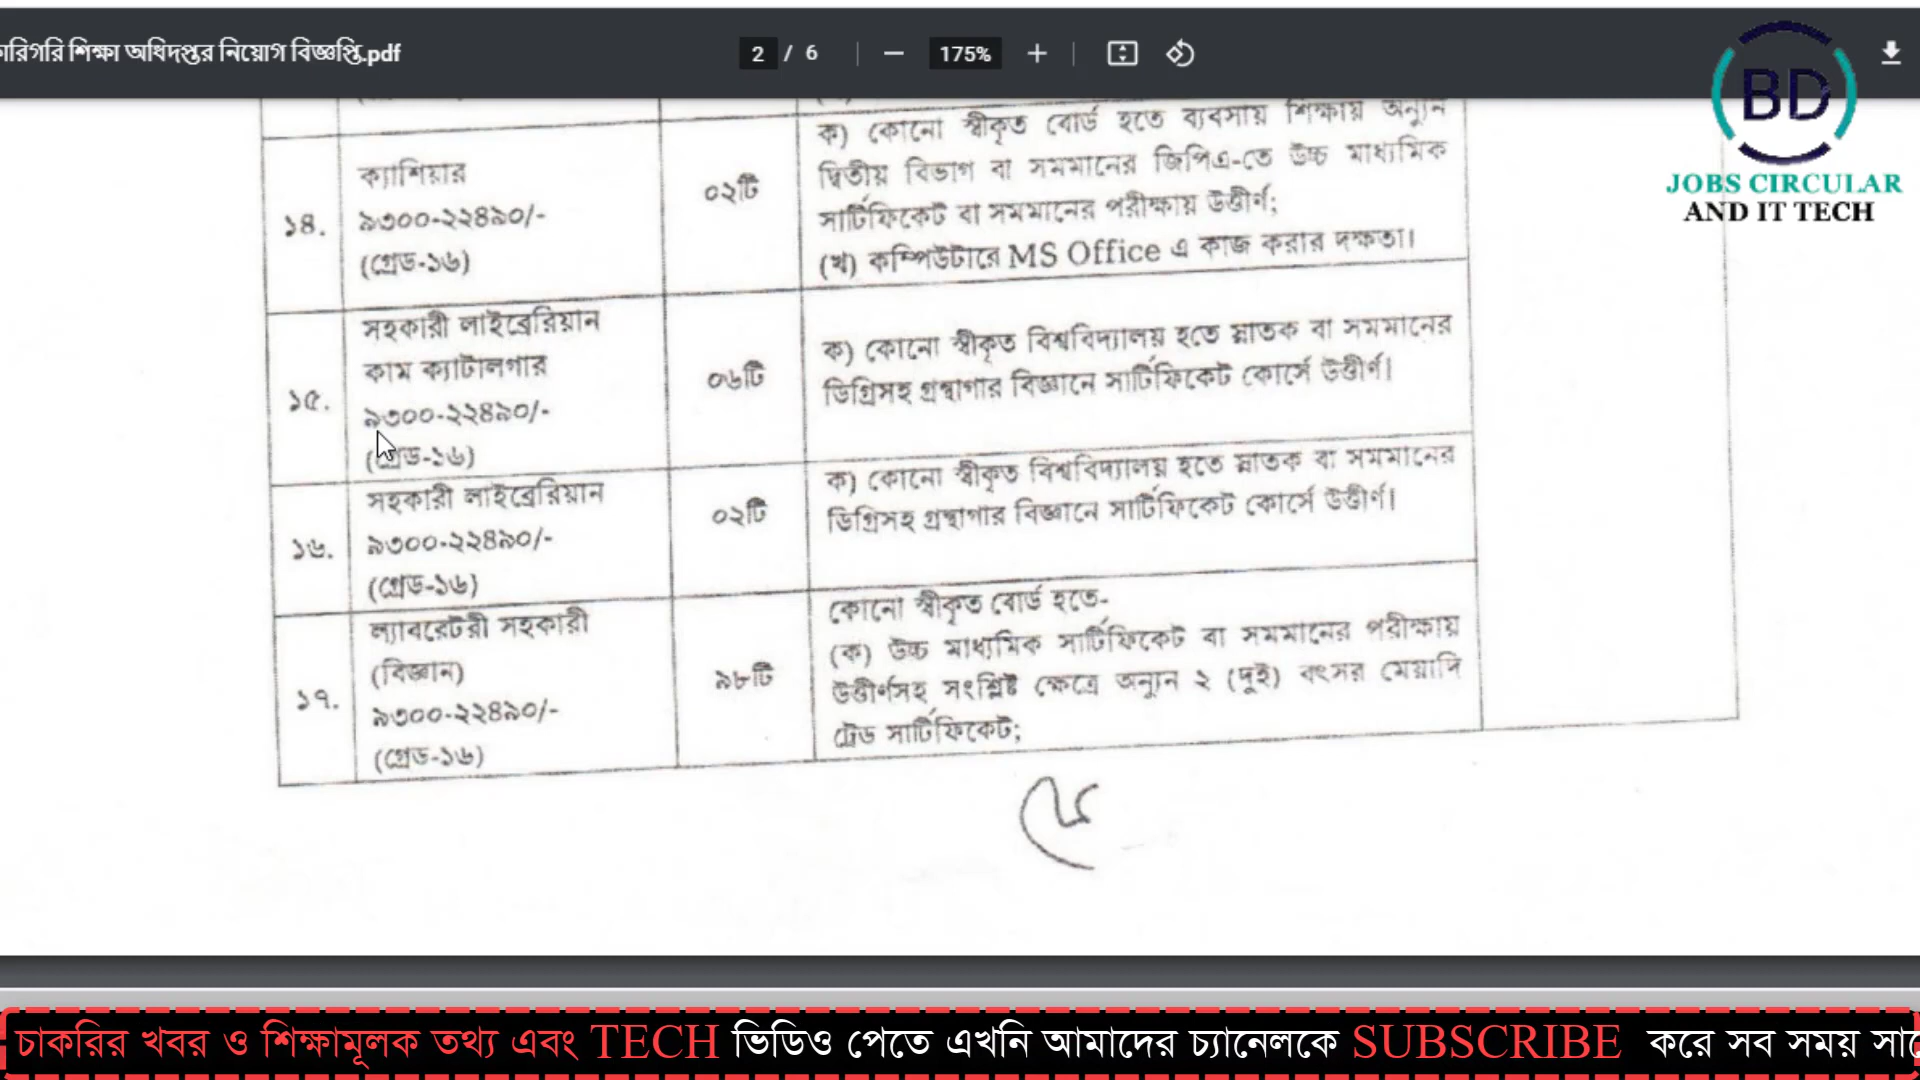 কারিগরি শিক্ষা অধিদপ্তর নিয়োগ বিজ্ঞপ্তি.pdf
2 / 6
175%
BD
JOBS CIRCULAR
AND IT TECH
১৪.
ক্যাশিয়ার
৯৩০০-২২৪৯০/-
(গ্রেড-১৬)
০২টি
ক) কোনো স্বীকৃত বোর্ড হতে ব্যবসায় শিক্ষায় অন্যূন
দ্বিতীয় বিভাগ বা সমমানের জিপিএ-তে উচ্চ মাধ্যমিক
সার্টিফিকেট বা সমমানের পরীক্ষায় উত্তীর্ণ;
(খ) কম্পিউটারে MS Office এ কাজ করার দক্ষতা।
১৫.
সহকারী লাইব্রেরিয়ান
কাম ক্যাটালগার
৯৩০০-২২৪৯০/-
(গ্রেড-১৬)
০৬টি
ক) কোনো স্বীকৃত বিশ্ববিদ্যালয় হতে স্নাতক বা সমমানের
ডিগ্রিসহ গ্রন্থাগার বিজ্ঞানে সার্টিফিকেট কোর্সে উত্তীর্ণ।
১৬.
সহকারী লাইব্রেরিয়ান
৯৩০০-২২৪৯০/-
(গ্রেড-১৬)
০২টি
ক) কোনো স্বীকৃত বিশ্ববিদ্যালয় হতে স্নাতক বা সমমানের
ডিগ্রিসহ গ্রন্থাগার বিজ্ঞানে সার্টিফিকেট কোর্সে উত্তীর্ণ।
১৭.
ল্যাবরেটরী সহকারী
(বিজ্ঞান)
৯৩০০-২২৪৯০/-
(গ্রেড-১৬)
৯৮টি
কোনো স্বীকৃত বোর্ড হতে-
(ক) উচ্চ মাধ্যমিক সার্টিফিকেট বা সমমানের পরীক্ষায়
উত্তীর্ণসহ সংশ্লিষ্ট ক্ষেত্রে অন্যূন ২ (দুই) বৎসর মেয়াদি
ট্রেড সার্টিফিকেট;
চাকরির খবর ও শিক্ষামূলক তথ্য এবং TECH ভিডিও পেতে এখনি আমাদের চ্যানেলকে SUBSCRIBE করে সব সময়